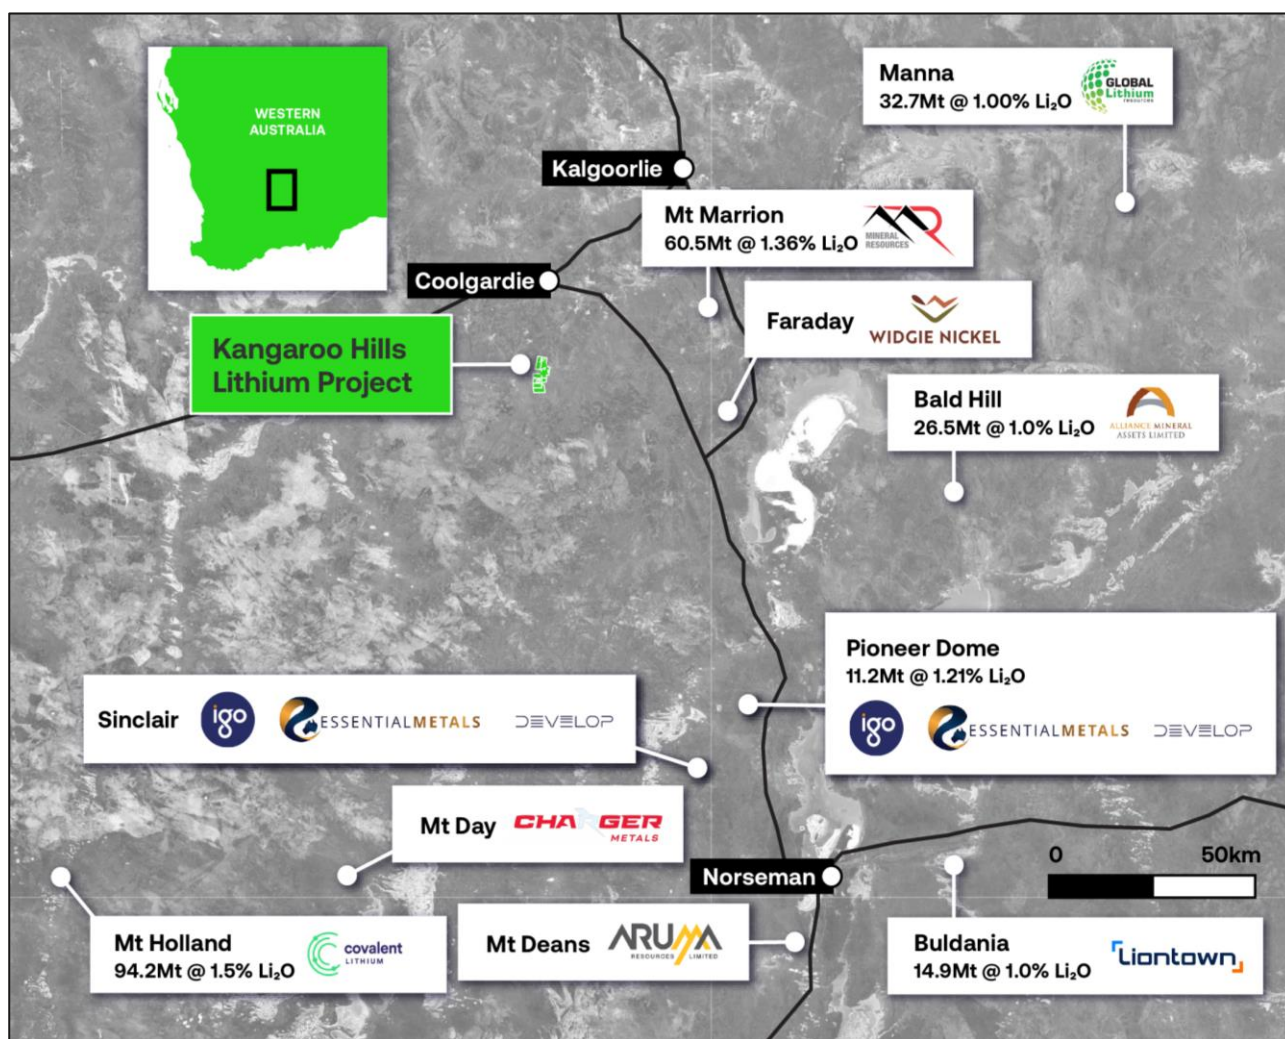 WESTERN
AUSTRALIA
Manna
32.7Mt @ 1.00% Li₂O
GLOBAL
Lithium
RESOURCES
Kalgoorlie
Mt Marrion
60.5Mt @ 1.36% Li₂O
MINERAL
RESOURCES
Coolgardie
Faraday
WIDGIE NICKEL
Kangaroo Hills
Lithium Project
Bald Hill
26.5Mt @ 1.0% Li₂O
ALLIANCE MINERAL
ASSETS LIMITED
Pioneer Dome
11.2Mt @ 1.21% Li₂O
igo
ESSENTIALMETALS
DEVELOP
Sinclair
igo
ESSENTIALMETALS
DEVELOP
Mt Day
CHARGER
METALS
Norseman
0 50km
Mt Holland
94.2Mt @ 1.5% Li₂O
covalent
LITHIUM
Mt Deans
ARUMA
RESOURCES LIMITED
Buldania
14.9Mt @ 1.0% Li₂O
Liontown